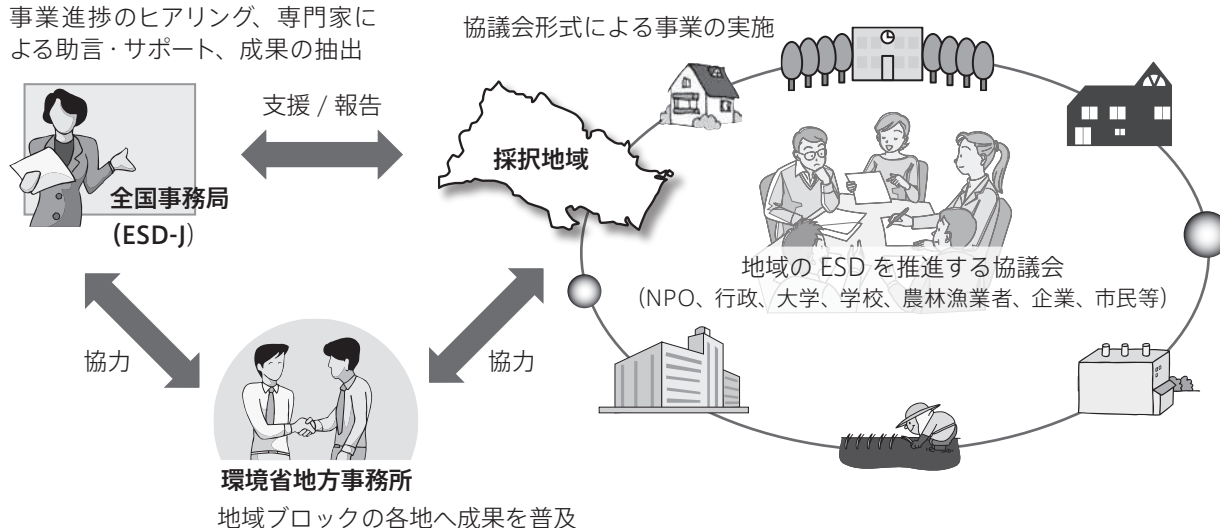 事業進捗のヒアリング、専門家に
よる助言・サポート、成果の抽出
協議会形式による事業の実施
支援 / 報告
採択地域
全国事務局
(ESD-J)
地域の ESD を推進する協議会
(NPO、行政、大学、学校、農林漁業者、企業、市民等)
協力
協力
環境省地方事務所
地域ブロックの各地へ成果を普及